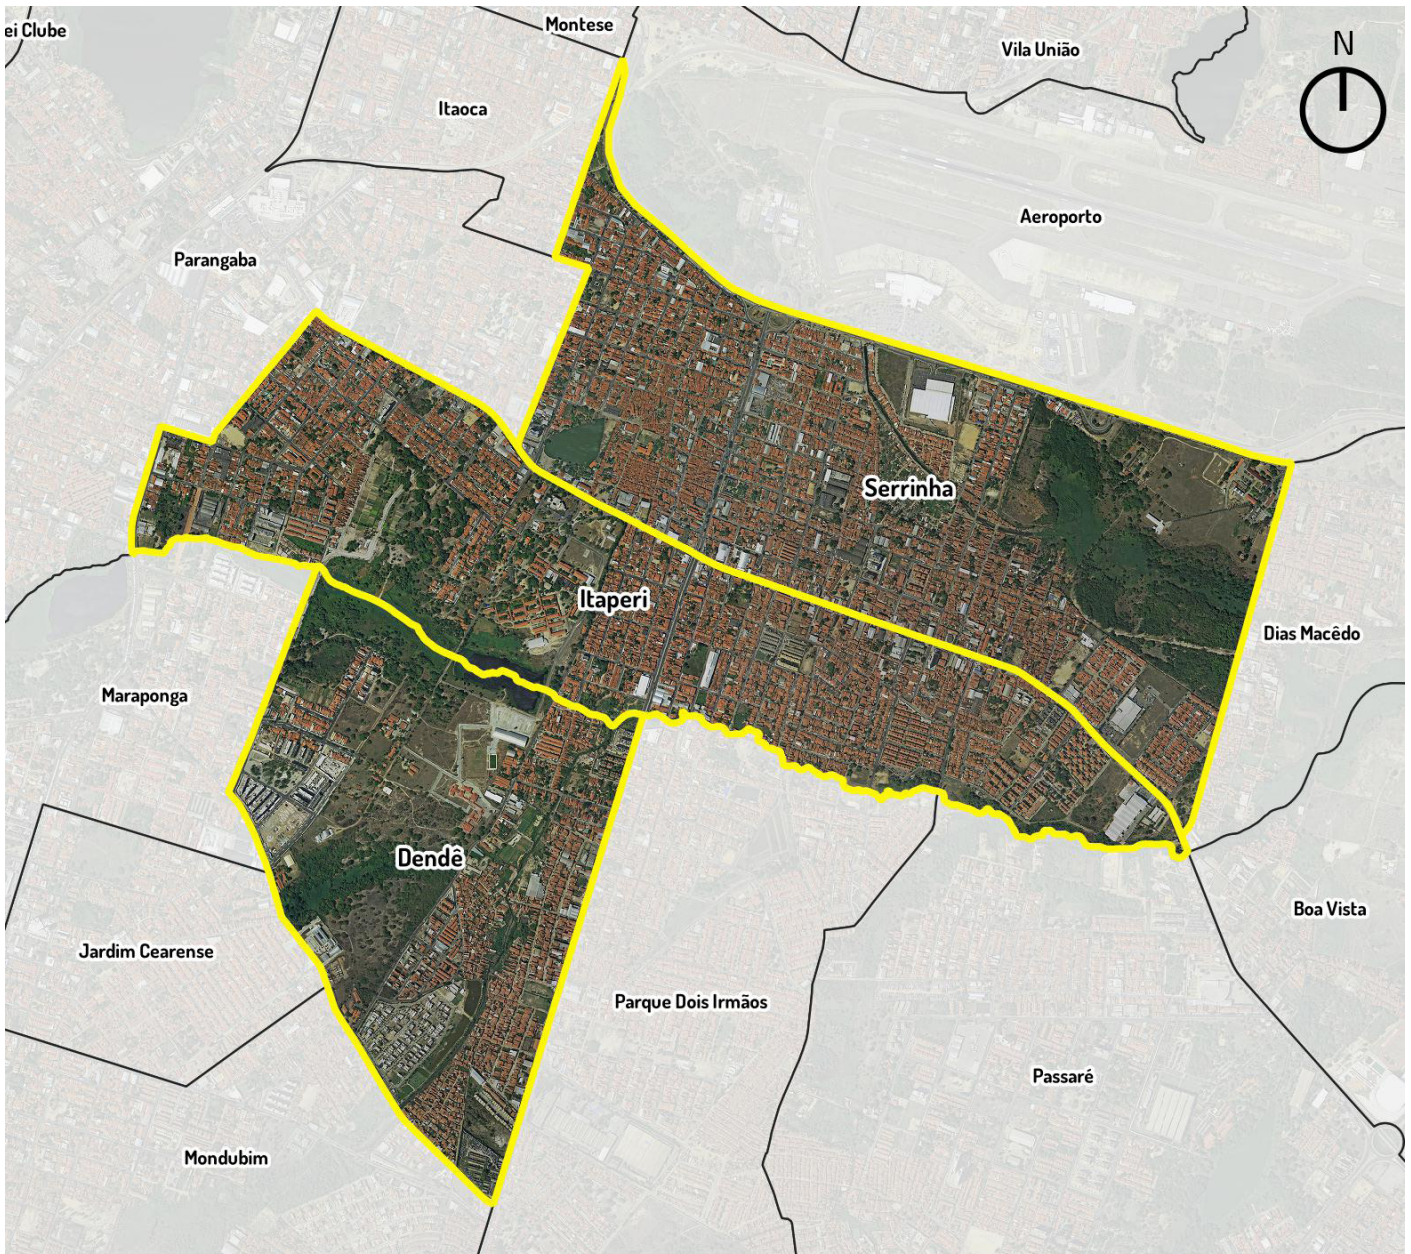 ei Clube
Montese
Vila União
N
Itaoca
Aeroporto
Parangaba
Serrinha
Itaperi
Dias Macêdo
Maraponga
Dendê
Boa Vista
Jardim Cearense
Parque Dois Irmãos
Passaré
Mondubim